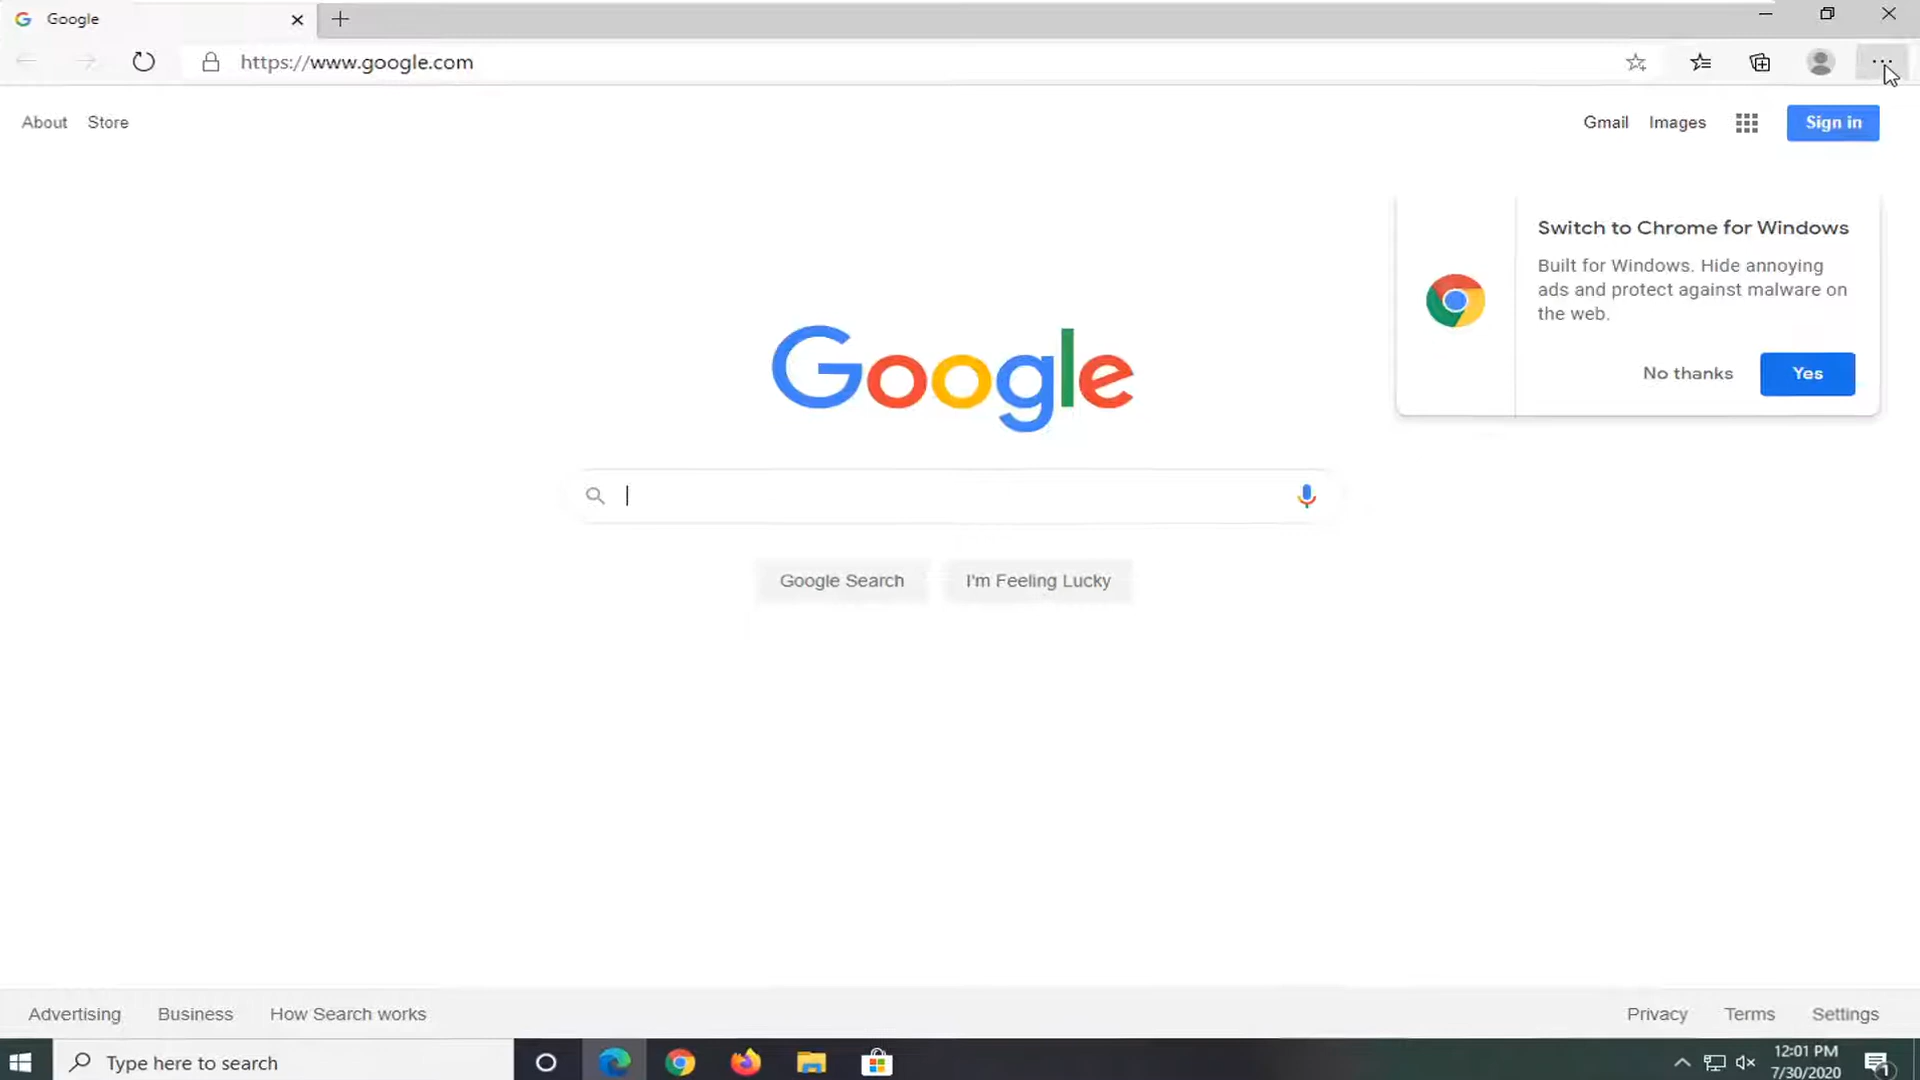 Google
https://www.google.com
About Store
Gmail Images Sign in
Switch to Chrome for Windows
Built for Windows. Hide annoying
ads and protect against malware on
the web.
No thanks Yes
Google
Google Search I'm Feeling Lucky
Advertising Business How Search works
Privacy Terms Settings
Type here to search
12:01 PM
7/30/2020
1